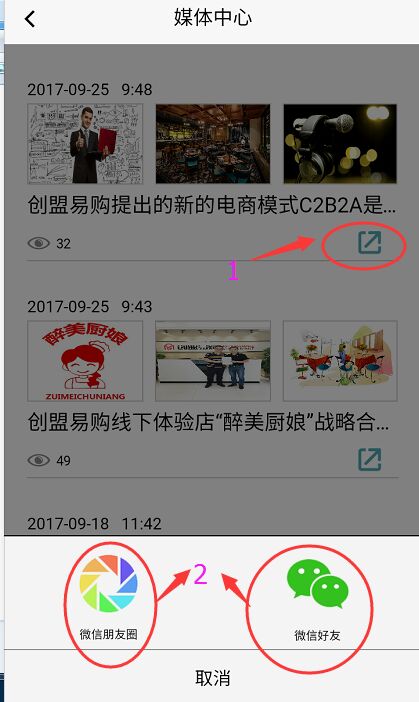 媒体中心
2017-09-25 9:48
创盟易购提出的新的电商模式C2B2A是...
32
1
2017-09-25 9:43
醉美厨娘
ZUIMEICHUNIANG
创盟易购线下体验店“醉美厨娘”战略合...
49
2017-09-18 11:42
2
微信朋友圈
微信好友
取消